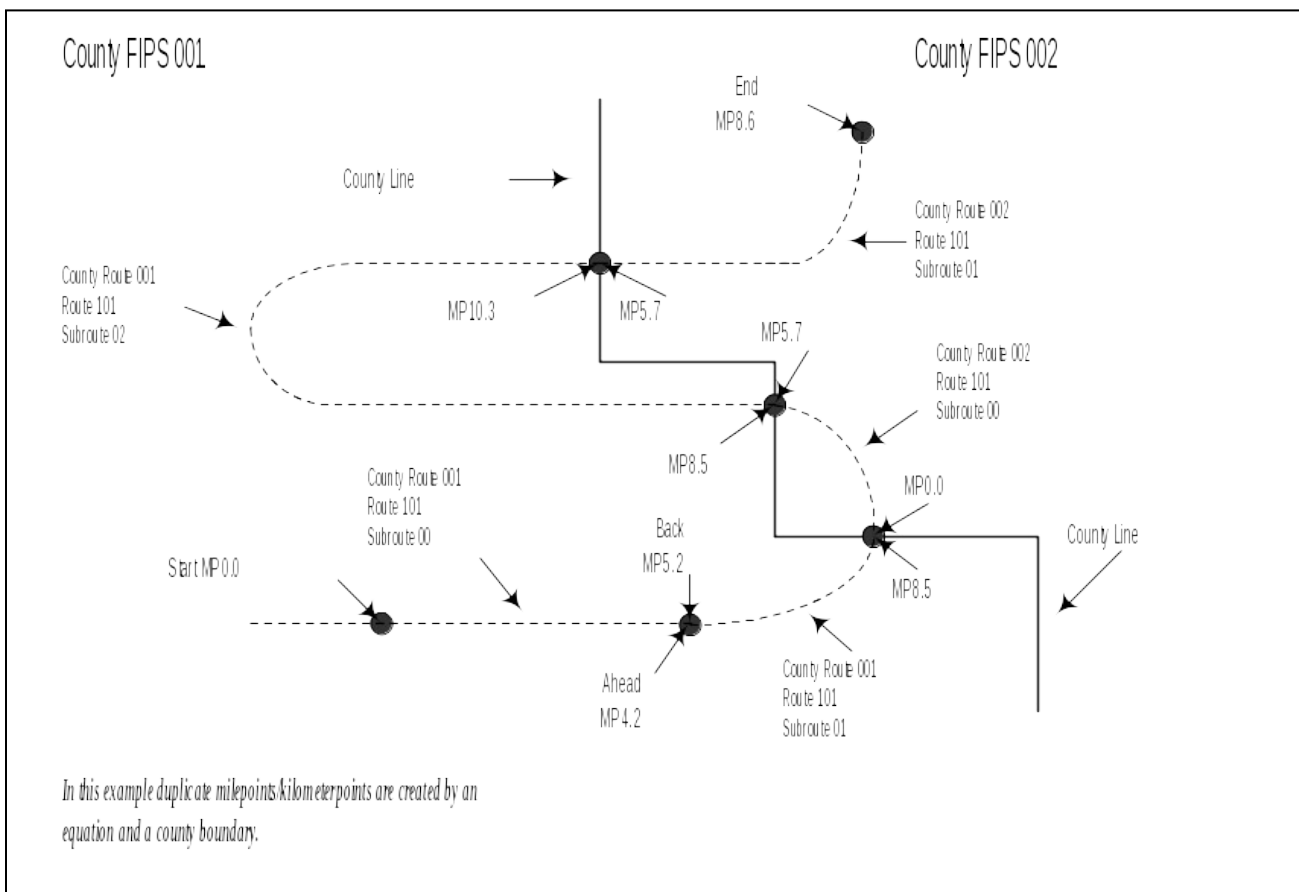 County FIPS 001
County FIPS 002
End
MP8.6
County Line
County Route 002
Route 101
Subroute 01
County Route 001
Route 101
Subroute 02
MP10.3
MP5.7
MP5.7
County Route 002
Route 101
Subroute 00
MP8.5
County Route 001
Route 101
Subroute 00
MP0.0
Back
MP5.2
County Line
Start MP0.0
MP8.5
Ahead
MP4.2
County Route 001
Route 101
Subroute 01
In this example duplicate milepoints/kilometerpoints are created by an
equation and a county boundary.